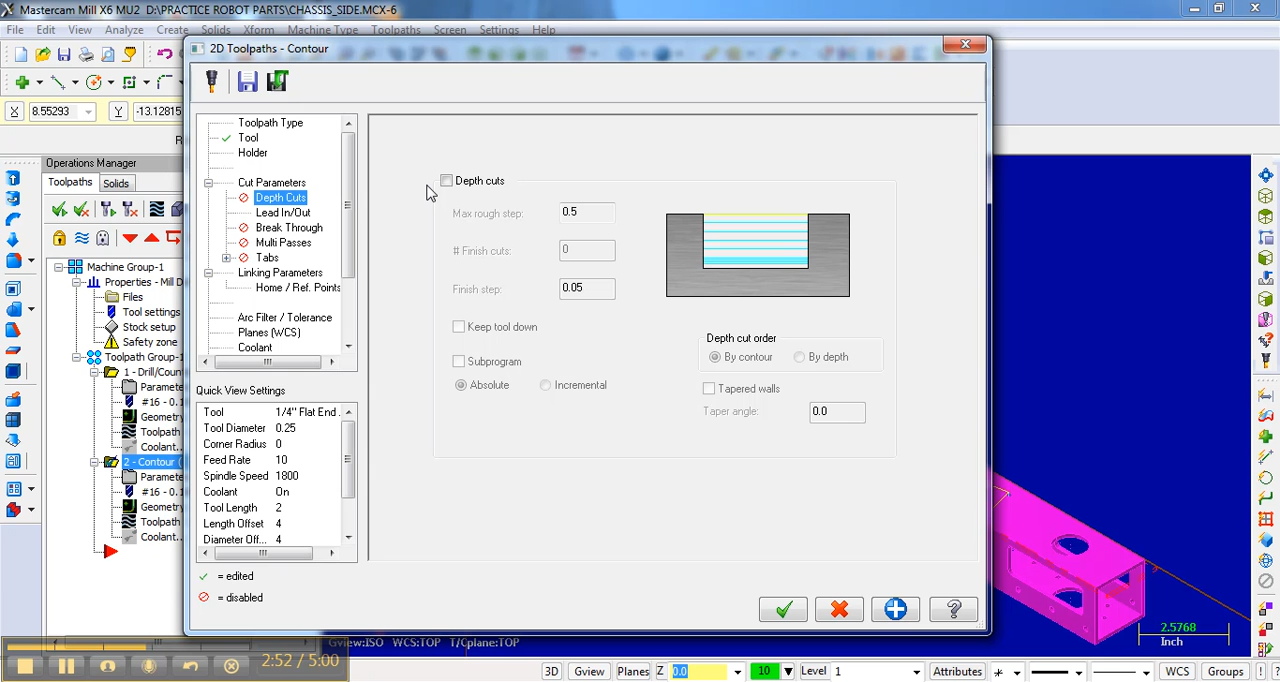 Mastercam Mill X6 MU2 D:\PRACTICE ROBOT PARTS\CHASSIS_SIDE.MCX-6
File Edit View Analyze Create Solids Xform Machine Type Toolpaths Screen Settings Help
2D Toolpaths - Contour
X 8.55293 Y -13.12815
Operations Manager
Toolpaths Solids
Machine Group-1
Properties - Mill D
Files
Tool settings
Stock setup
Safety zone
Toolpath Group-1
1 - Drill/Coun
Paramete
#16 - 0.1
Geometry
Toolpath
Coolant...
2 - Contour (
Paramete
#16 - 0.1
Geometry
Toolpath
Coolant...
Toolpath Type
Tool
Holder
Cut Parameters
Depth Cuts
Lead In/Out
Break Through
Multi Passes
Tabs
Linking Parameters
Home / Ref. Points
Arc Filter / Tolerance
Planes (WCS)
Coolant
Quick View Settings
Tool 1/4" Flat End
Tool Diameter 0.25
Corner Radius 0
Feed Rate 10
Spindle Speed 1800
Coolant On
Tool Length 2
Length Offset 4
Diameter Off... 4
= edited
= disabled
Depth cuts
Max rough step: 0.5
# Finish cuts: 0
Finish step: 0.05
Keep tool down
Subprogram
Absolute Incremental
Depth cut order
By contour By depth
Tapered walls
Taper angle: 0.0
2.5768
Inch
Gview:ISO WCS:TOP T/Cplane:TOP
2:52 / 5:00
3D Gview Planes Z 0.0 10 Level 1 Attributes WCS Groups